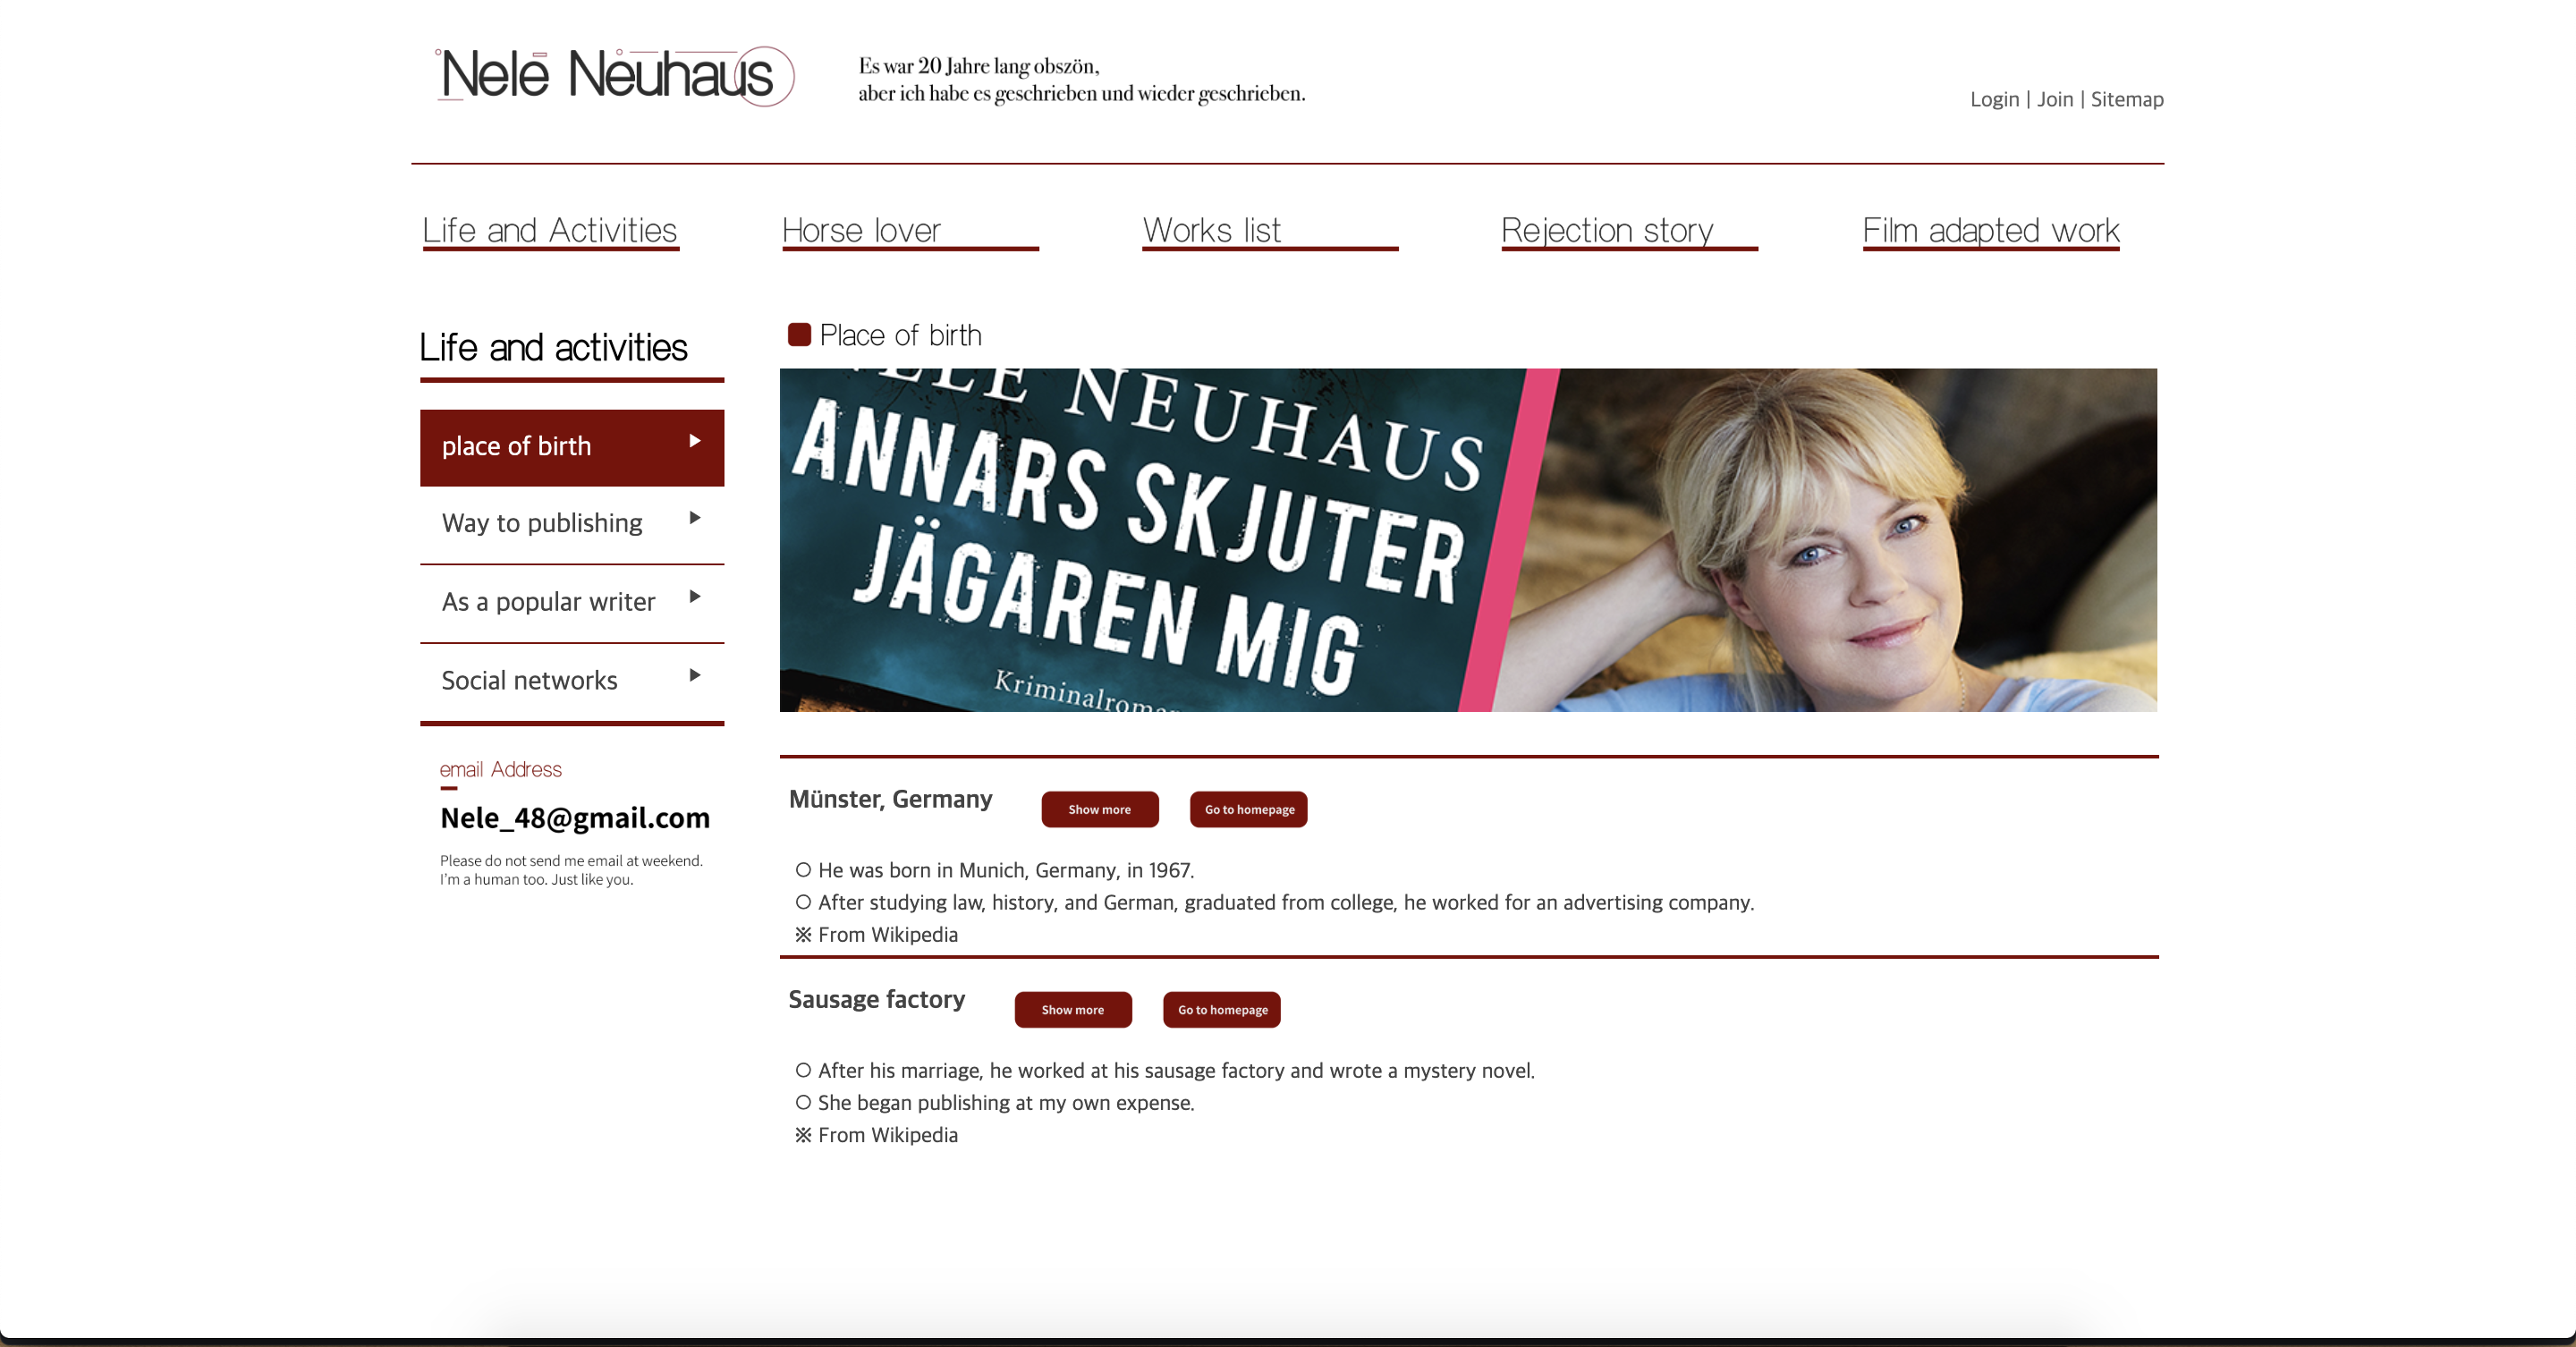 Nele Neuhaus
Es war 20 Jahre lang obszön,
aber ich habe es geschrieben und wieder geschrieben.
Login | Join | Sitemap
Life and Activities
Horse lover
Works list
Rejection story
Film adapted work
Life and activities
place of birth
Way to publishing
As a popular writer
Social networks
email Address
Nele_48@gmail.com
Please do not send me email at weekend.
I'm a human too. Just like you.
Place of birth
NELE NEUHAUS
ANNARS SKJUTER
JÄGAREN MIG
Kriminalroman
Münster, Germany
Show more
Go to homepage
○ He was born in Munich, Germany, in 1967.
○ After studying law, history, and German, graduated from college, he worked for an advertising company.
※ From Wikipedia
Sausage factory
Show more
Go to homepage
○ After his marriage, he worked at his sausage factory and wrote a mystery novel.
○ She began publishing at my own expense.
※ From Wikipedia